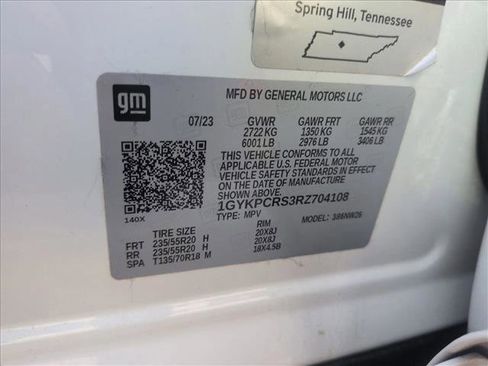 Spring Hill, Tennessee
gm
MFD BY GENERAL MOTORS LLC
07/23 GVWR GAWR FRT GAWR RR
2722 KG 1350 KG 1545 KG
6001 LB 2976 LB 3406 LB
THIS VEHICLE CONFORMS TO ALL
APPLICABLE U.S. FEDERAL MOTOR
VEHICLE SAFETY STANDARDS IN EFFECT
ON THE DATE OF MANUFACTURE SHOWN
ABOVE.
1GYKPCRS3RZ704108
TYPE: MPV MODEL: 386NW26
140X
TIRE SIZE RIM
FRT 235/55R20 H 20X8J
RR 235/55R20 H 20X8J
SPA T135/70R18 M 18X4.5B